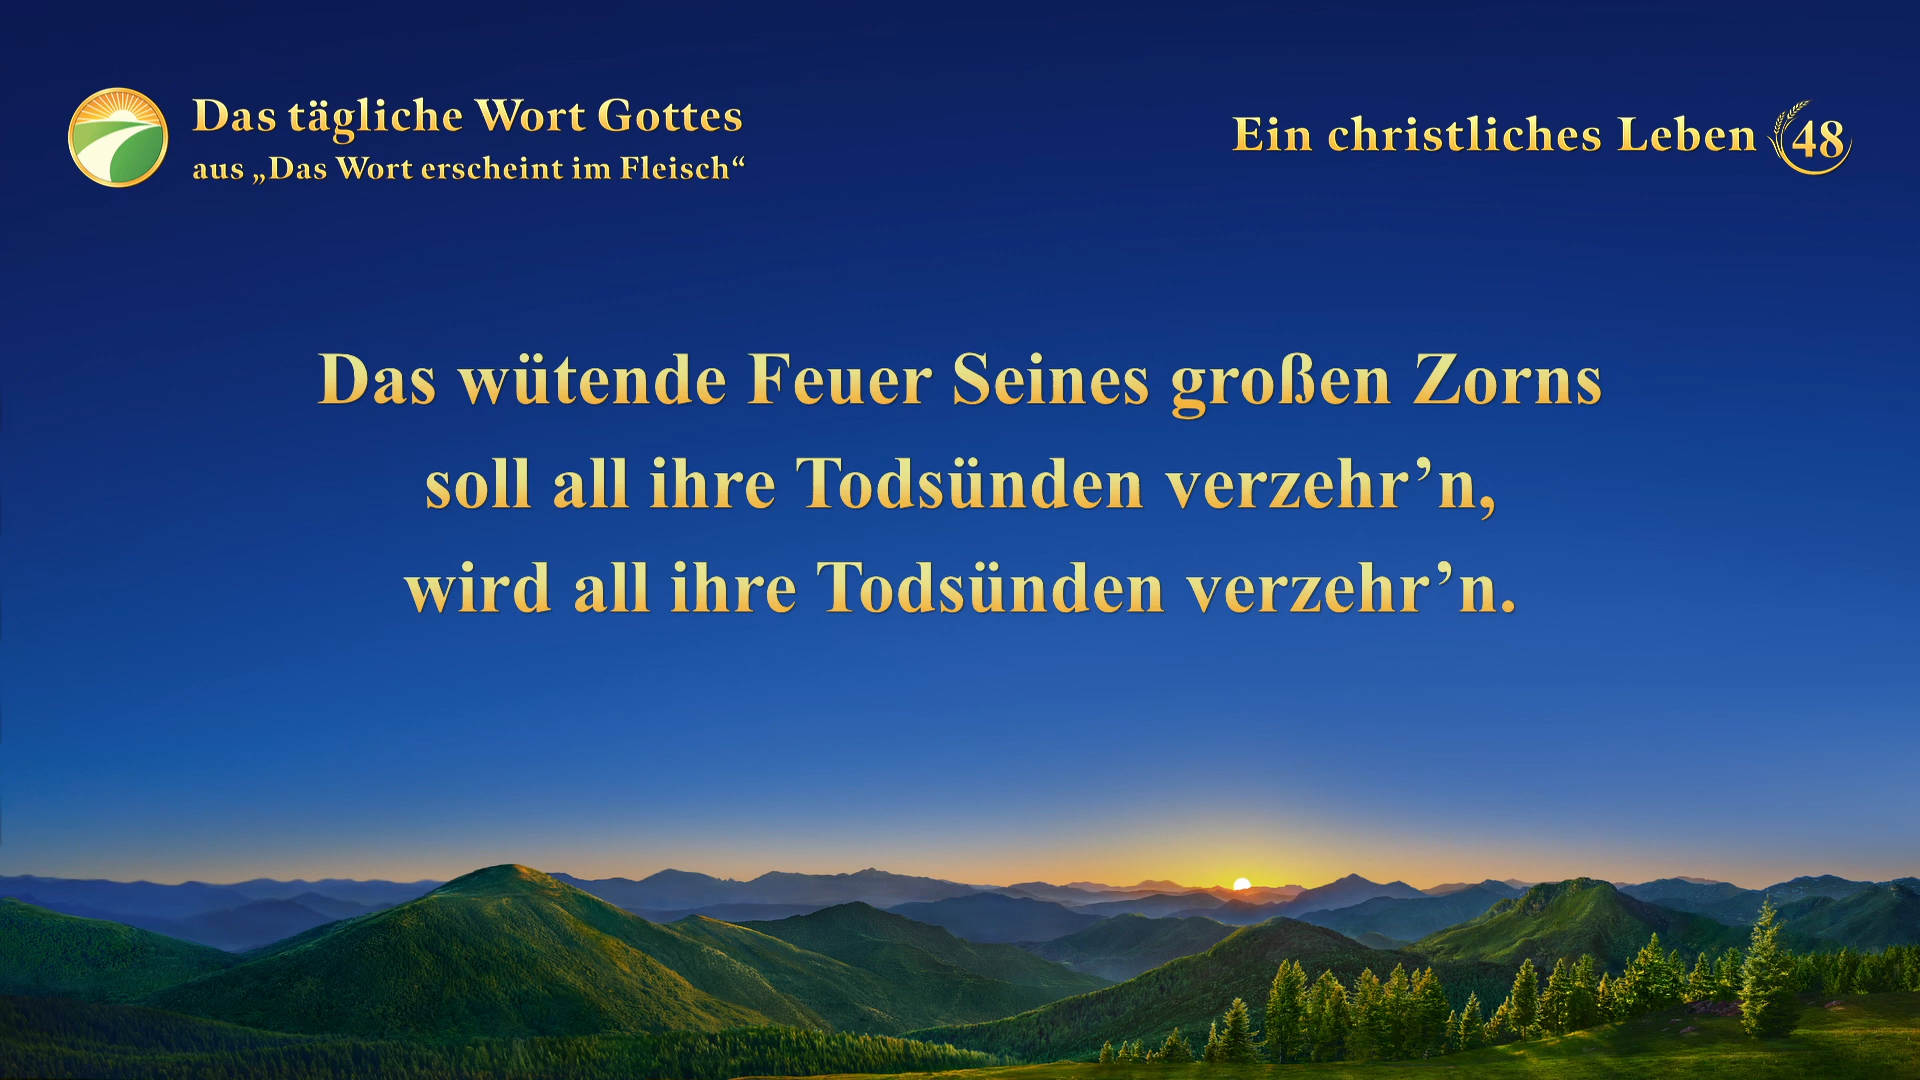 Das tägliche Wort Gottes
aus „Das Wort erscheint im Fleisch“
Ein christliches Leben 48
Das wütende Feuer Seines großen Zorns
soll all ihre Todsünden verzehr’n,
wird all ihre Todsünden verzehr’n.